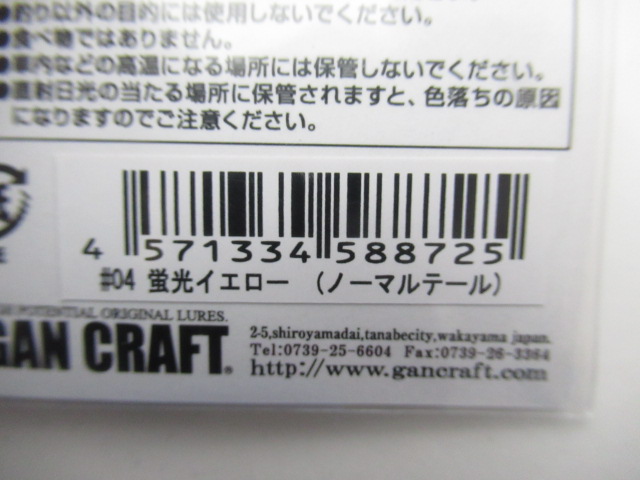 ●釣り以外の目的には使用しないでください。
●食べ物ではありません。
●車内などの高温になる場所には保管しないでください。
●直射日光の当たる場所に保管されますと、色落ちの原因
になりますのでご注意ください。
4 571334 588725
#04 蛍光イエロー （ノーマルテール）
POTENTIAL ORIGINAL LURES.
GAN CRAFT®
2-5,shiroyamadai,tanabecity,wakayama japan.
Tel:0739-25-6604 Fax:0739-26-3364
http://www.gancraft.com